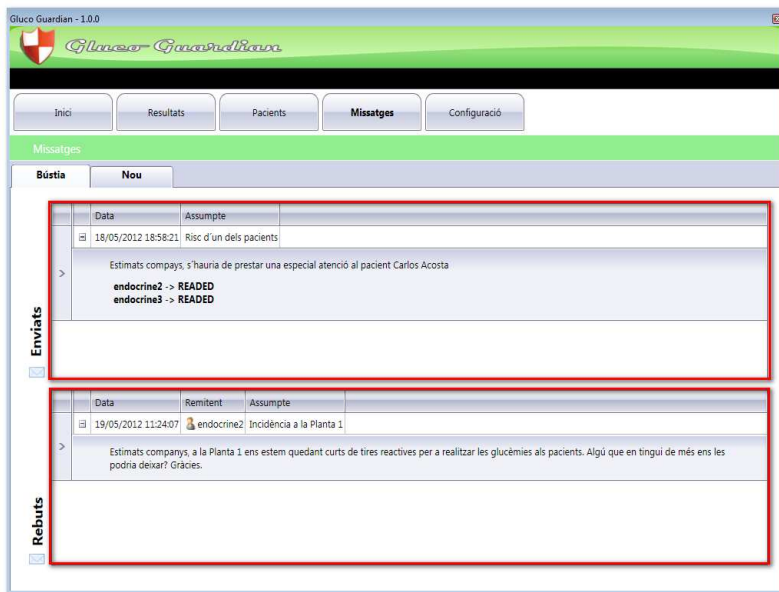 Gluco Guardian - 1.0.0
Gluco-Guardian
Inici Resultats Pacients Missatges Configuració
Missatges
Bústia Nou
Data Assumpte
18/05/2012 18:58:21 Risc d´un dels pacients
Estimats compays, s´hauria de prestar una especial atenció al pacient Carlos Acosta
endocrine2 -> READED
endocrine3 -> READED
Enviats
Data Remitent Assumpte
19/05/2012 11:24:07 endocrine2 Incidència a la Planta 1
Estimats companys, a la Planta 1 ens estem quedant curts de tires reactives per a realitzar les glucèmies als pacients. Algú que en tingui de més ens les
podria deixar? Gràcies.
Rebuts